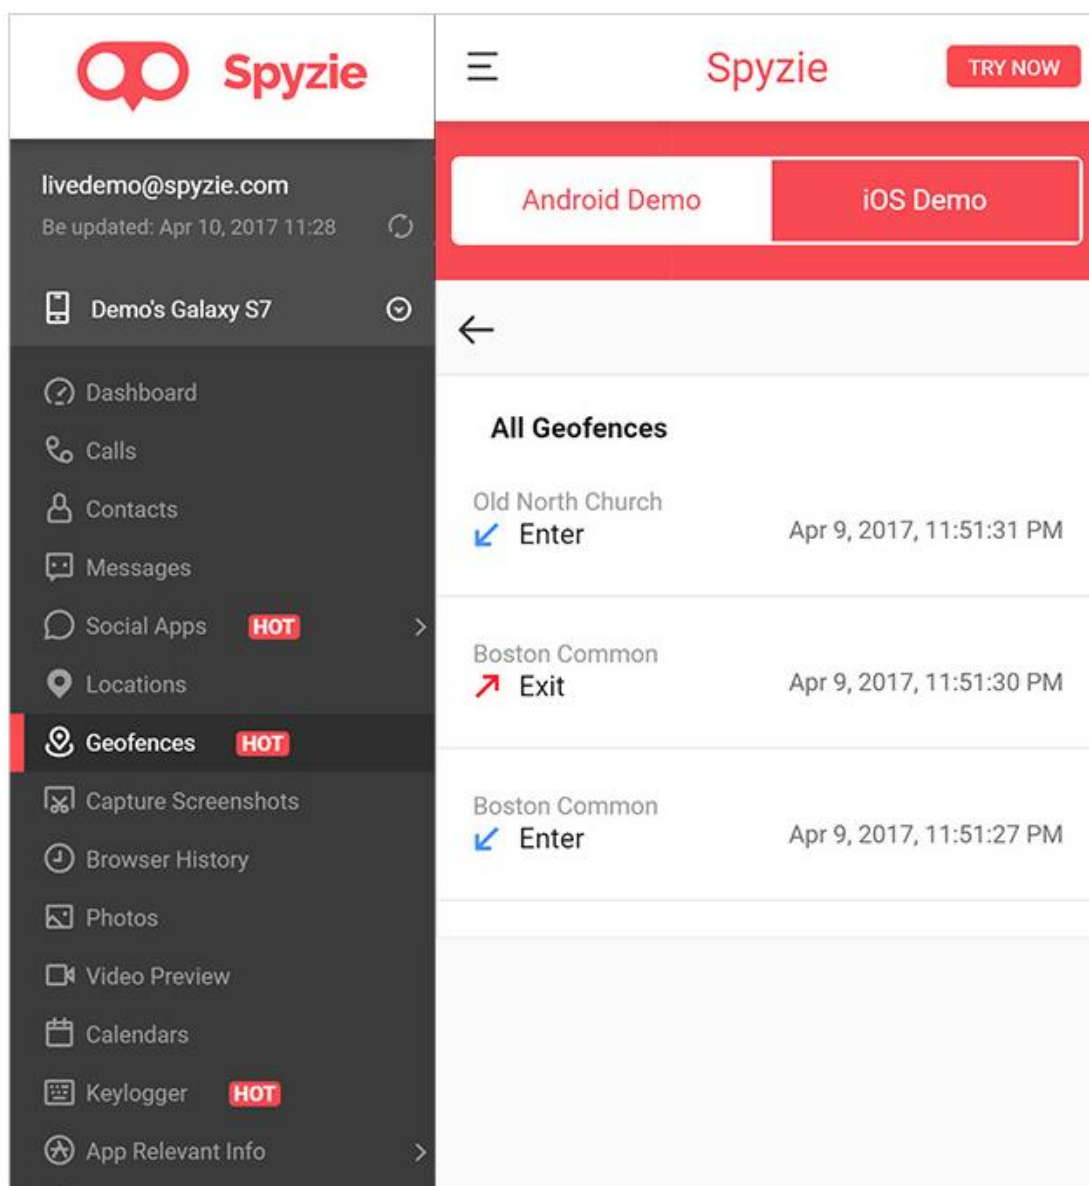 Spyzie
livedemo@spyzie.com
Be updated: Apr 10, 2017 11:28
Demo's Galaxy S7
Dashboard
Calls
Contacts
Messages
Social Apps HOT
Locations
Geofences HOT
Capture Screenshots
Browser History
Photos
Video Preview
Calendars
Keylogger HOT
App Relevant Info
Spyzie
TRY NOW
Android Demo
iOS Demo
All Geofences
Old North Church
Enter Apr 9, 2017, 11:51:31 PM
Boston Common
Exit Apr 9, 2017, 11:51:30 PM
Boston Common
Enter Apr 9, 2017, 11:51:27 PM